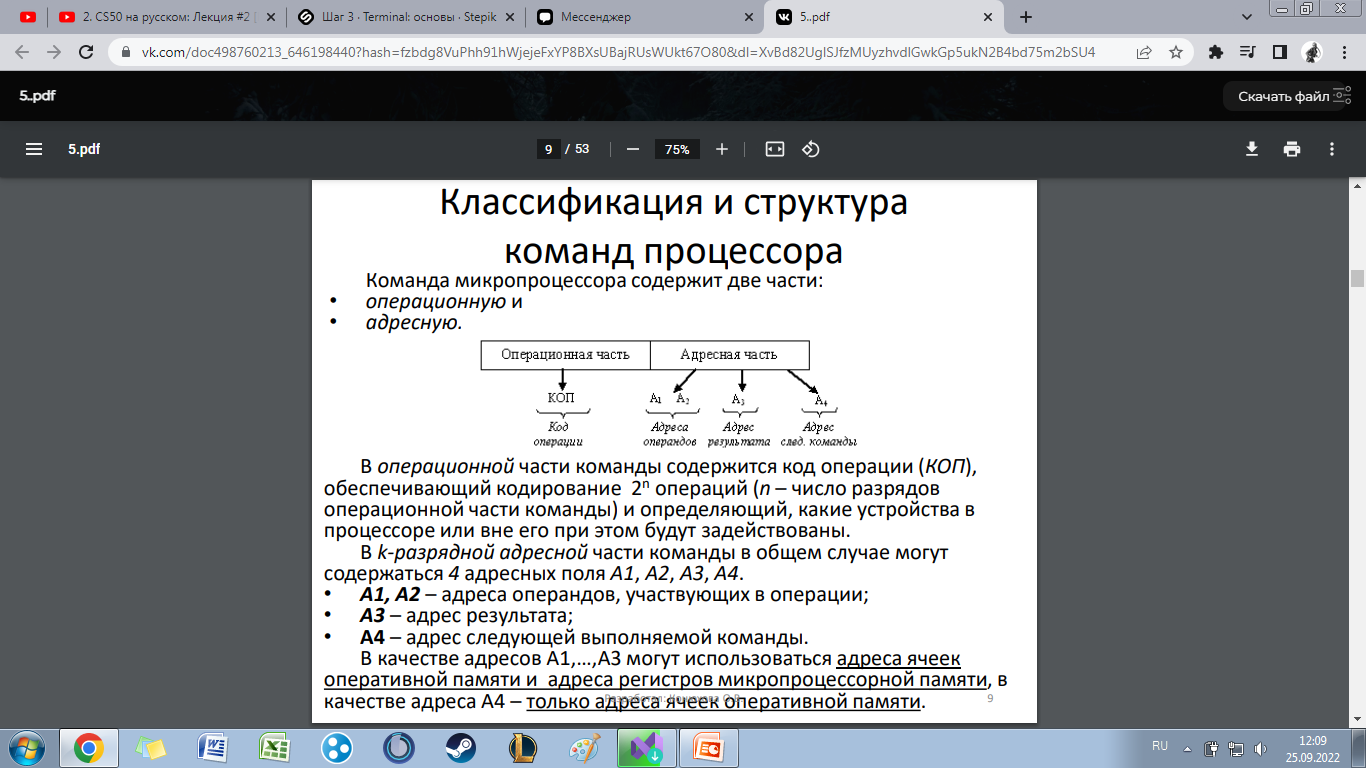 2. CS50 на русском: Лекция #2
Шаг 3 · Terminal: основы · Stepik
Мессенджер
5..pdf
vk.com/doc498760213_646198440?hash=fzbdg8VuPhh91hWjejeFxYP8BXsUBajRUsWUkt67O80&dl=XvBd82UglSJfzMUyzhvdlGwkGp5ukN2B4bd75m2bSU4
5..pdf
Скачать файл
5.pdf
9 / 53
75%
Классификация и структура
команд процессора
Команда микропроцессора содержит две части:
• операционную и
• адресную.
Операционная часть Адресная часть
КОП A1 A2 A3 A4
Код Адреса Адрес Адрес
операции операндов результата след. команды
В операционной части команды содержится код операции (КОП),
обеспечивающий кодирование 2ⁿ операций (n – число разрядов
операционной части команды) и определяющий, какие устройства в
процессоре или вне его при этом будут задействованы.
В k-разрядной адресной части команды в общем случае могут
содержаться 4 адресных поля A1, A2, A3, A4.
• A1, A2 – адреса операндов, участвующих в операции;
• A3 – адрес результата;
• A4 – адрес следующей выполняемой команды.
В качестве адресов A1,…,A3 могут использоваться адреса ячеек
оперативной памяти и адреса регистров микропроцессорной памяти, в
качестве адреса A4 – только адреса ячеек оперативной памяти.
9
RU
12:09
25.09.2022